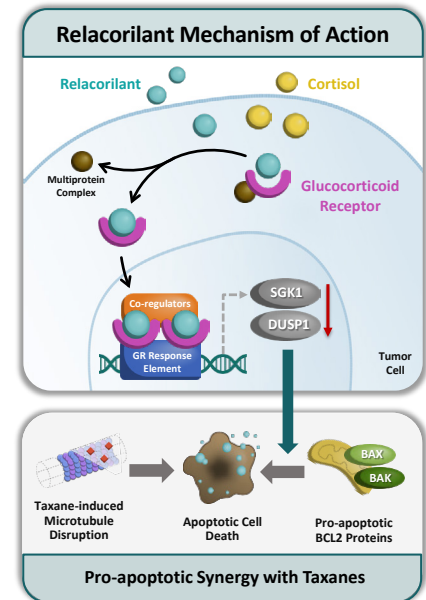 Relacorilant Mechanism of Action
Relacorilant
Cortisol
Multiprotein
Complex
Glucocorticoid
Receptor
Co-regulators
GR Response
Element
SGK1
DUSP1
Tumor
Cell
BAX
BAK
Taxane-induced
Microtubule
Disruption
Apoptotic Cell
Death
Pro-apoptotic
BCL2 Proteins
Pro-apoptotic Synergy with Taxanes